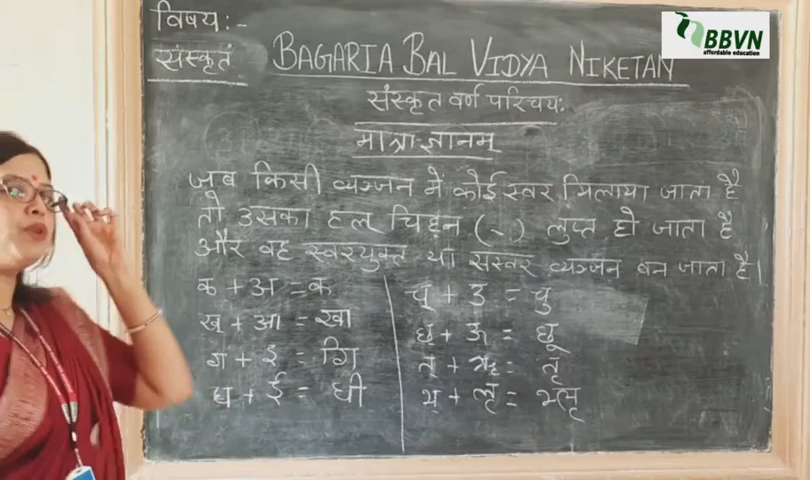 विषय:-
संस्कृतं
BAGARIA BAL VIDYA NIKETAN
BBVN
affordable education
संस्कृत वर्ण परिचयः
मात्रा ज्ञानम्
जब किसी व्यञ्जन में कोई स्वर मिलाया जाता है
तो उसका हल् चिह्न (-) लुप्त हो जाता है
और वह स्वरयुक्त या सस्वर व्यञ्जन बन जाता है।
क + अ = क
ख् + आ = खा
ग + इ = गि
घ + ई = घी
च् + उ = चु
छ् + ऊ = छू
त् + ऋ = तृ